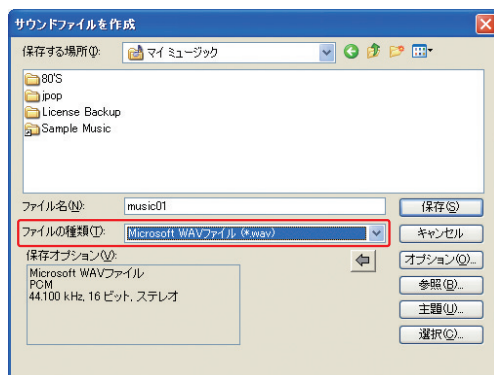 サウンドファイルを作成
保存する場所(I):
マイ ミュージック
80'S
jpop
License Backup
Sample Music
ファイル名(N):
music01
保存(S)
ファイルの種類(T):
Microsoft WAVファイル (*.wav)
キャンセル
保存オプション(V):
オプション(O)...
Microsoft WAVファイル
PCM
44.100 kHz, 16 ビット, ステレオ
参照(B)...
主題(U)...
選択(C)...